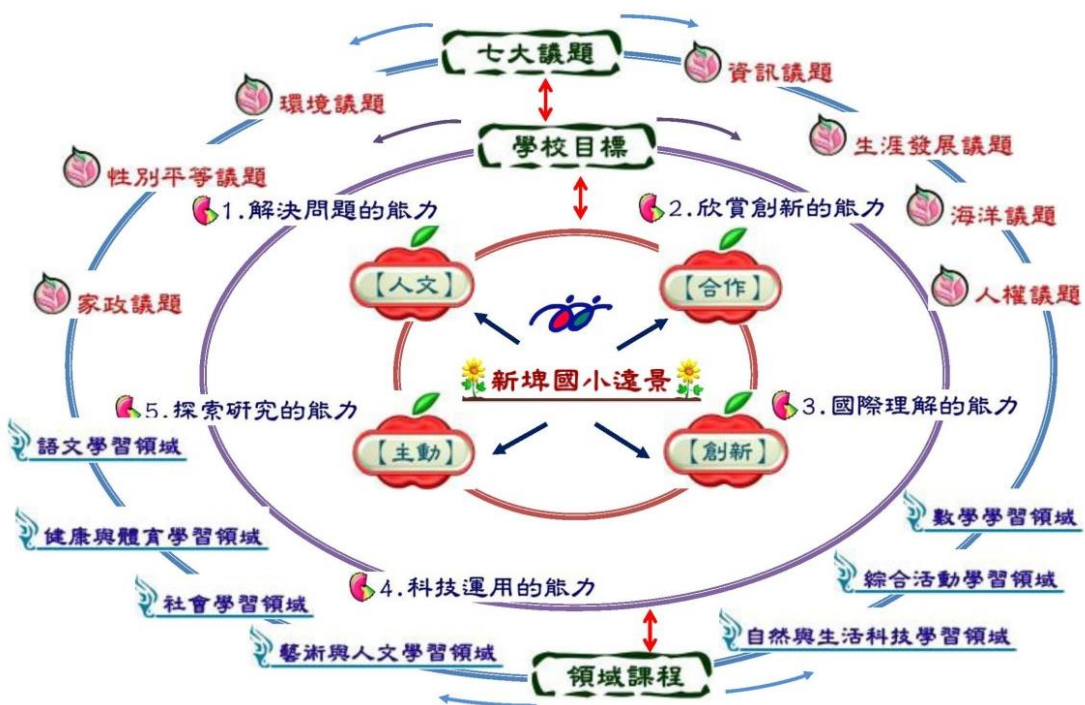 七大議題
資訊議題
環境議題
學校目標
生涯發展議題
性別平等議題
1.解決問題的能力
2.欣賞創新的能力
海洋議題
【人文】
【合作】
家政議題
人權議題
新埤國小遠景
5.探索研究的能力
3.國際理解的能力
語文學習領域
【主動】
【創新】
數學學習領域
健康與體育學習領域
綜合活動學習領域
4.科技運用的能力
社會學習領域
自然與生活科技學習領域
藝術與人文學習領域
領域課程